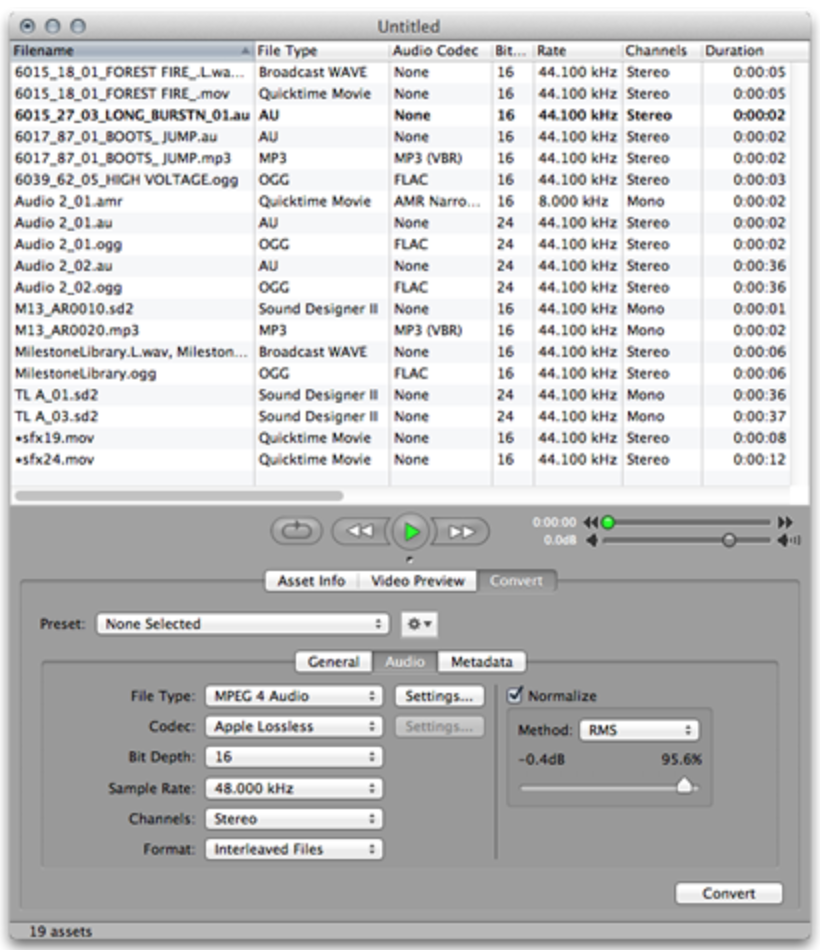 Untitled
Filename File Type Audio Codec Bit... Rate Channels Duration
6015_18_01_FOREST FIRE_.L.wa... Broadcast WAVE None 16 44.100 kHz Stereo 0:00:05
6015_18_01_FOREST FIRE_.mov Quicktime Movie None 16 44.100 kHz Stereo 0:00:05
6015_27_03_LONG_BURSTN_01.au AU None 16 44.100 kHz Stereo 0:00:02
6017_87_01_BOOTS_ JUMP.au AU None 16 44.100 kHz Stereo 0:00:02
6017_87_01_BOOTS_ JUMP.mp3 MP3 MP3 (VBR) 16 44.100 kHz Stereo 0:00:02
6039_62_05_HIGH VOLTAGE.ogg OGG FLAC 16 44.100 kHz Stereo 0:00:03
Audio 2_01.amr Quicktime Movie AMR Narro... 16 8.000 kHz Mono 0:00:02
Audio 2_01.au AU None 24 44.100 kHz Stereo 0:00:02
Audio 2_01.ogg OGG FLAC 24 44.100 kHz Stereo 0:00:02
Audio 2_02.au AU None 24 44.100 kHz Stereo 0:00:36
Audio 2_02.ogg OGG FLAC 24 44.100 kHz Stereo 0:00:36
M13_AR0010.sd2 Sound Designer II None 16 44.100 kHz Mono 0:00:01
M13_AR0020.mp3 MP3 MP3 (VBR) 16 44.100 kHz Mono 0:00:02
MilestoneLibrary.L.wav, Mileston... Broadcast WAVE None 16 44.100 kHz Stereo 0:00:06
MilestoneLibrary.ogg OGG FLAC 16 44.100 kHz Stereo 0:00:06
TL A_01.sd2 Sound Designer II None 24 44.100 kHz Mono 0:00:36
TL A_03.sd2 Sound Designer II None 24 44.100 kHz Mono 0:00:37
•sfx19.mov Quicktime Movie None 16 44.100 kHz Stereo 0:00:08
•sfx24.mov Quicktime Movie None 16 44.100 kHz Stereo 0:00:12
0:00:00
0.0dB
Asset Info Video Preview Convert
Preset: None Selected
General Audio Metadata
File Type: MPEG 4 Audio Settings... Normalize
Codec: Apple Lossless Settings... Method: RMS
Bit Depth: 16 -0.4dB 95.6%
Sample Rate: 48.000 kHz
Channels: Stereo
Format: Interleaved Files
Convert
19 assets